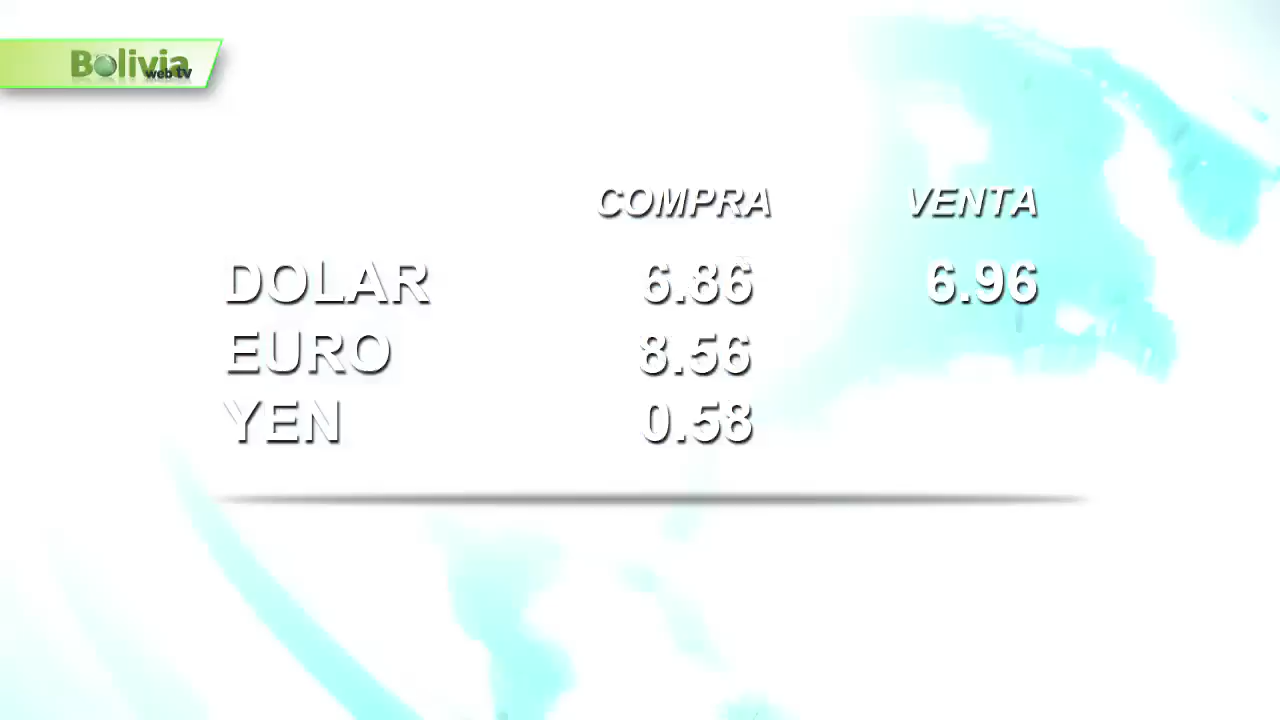 Bolivia
web tv
COMPRA VENTA
DOLAR 6.86 6.96
EURO 8.56
YEN 0.58